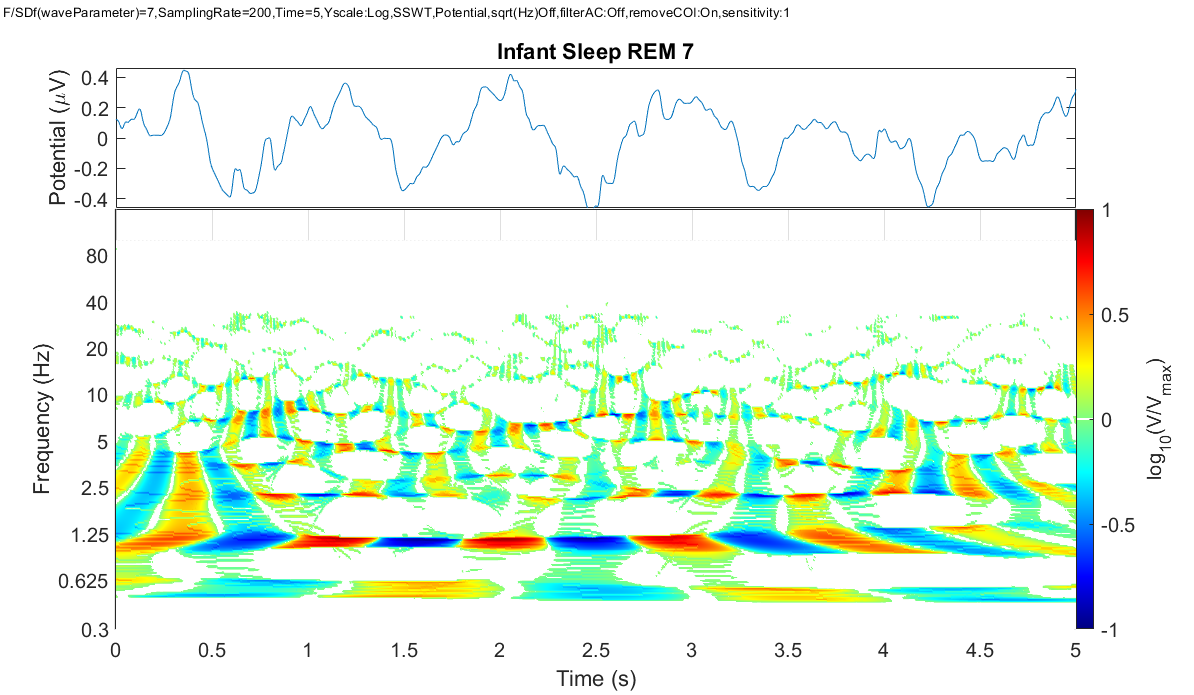 F/SDf(waveParameter)=7,SamplingRate=200,Time=5,Yscale:Log,SSWT,Potential,sqrt(Hz)Off,filterAC:Off,removeCOI:On,sensitivity:1
Infant Sleep REM 7
Potential (μV)
0.4
0.2
0
-0.2
-0.4
Frequency (Hz)
80
40
20
10
5
2.5
1.25
0.625
0.3
0 0.5 1 1.5 2 2.5 3 3.5 4 4.5 5
Time (s)
1
0.5
0
-0.5
-1
log10(V/Vmax)